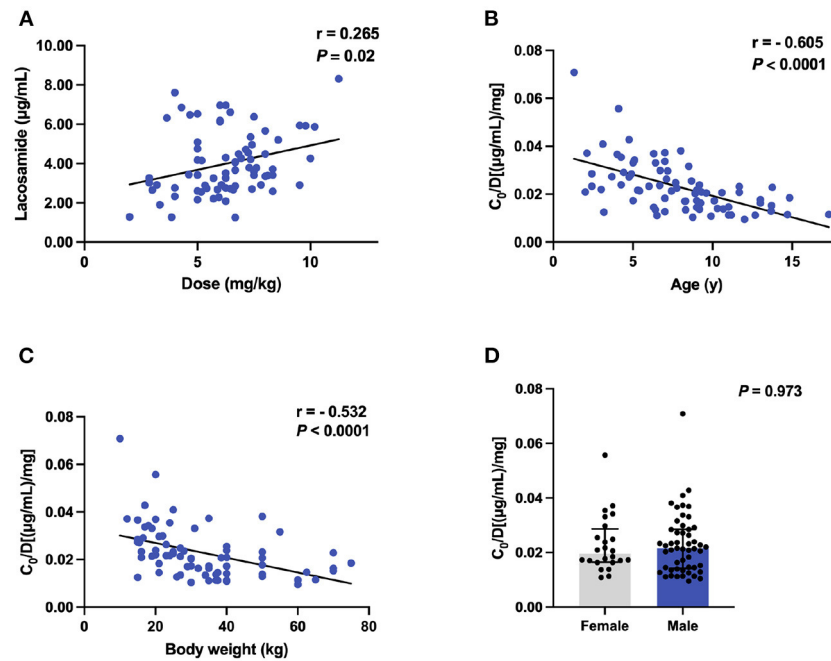 A
r = 0.265
P = 0.02
Lacosamide (μg/mL)
10.00
8.00
6.00
4.00
2.00
0.00
0
5
10
Dose (mg/kg)
B
r = - 0.605
P < 0.0001
C0/D[(μg/mL)/mg]
0.08
0.06
0.04
0.02
0.00
0
5
10
15
Age (y)
C
r = - 0.532
P < 0.0001
C0/D[(μg/mL)/mg]
0.08
0.06
0.04
0.02
0.00
0
20
40
60
80
Body weight (kg)
D
P = 0.973
C0/D[(μg/mL)/mg]
0.08
0.06
0.04
0.02
0.00
Female
Male